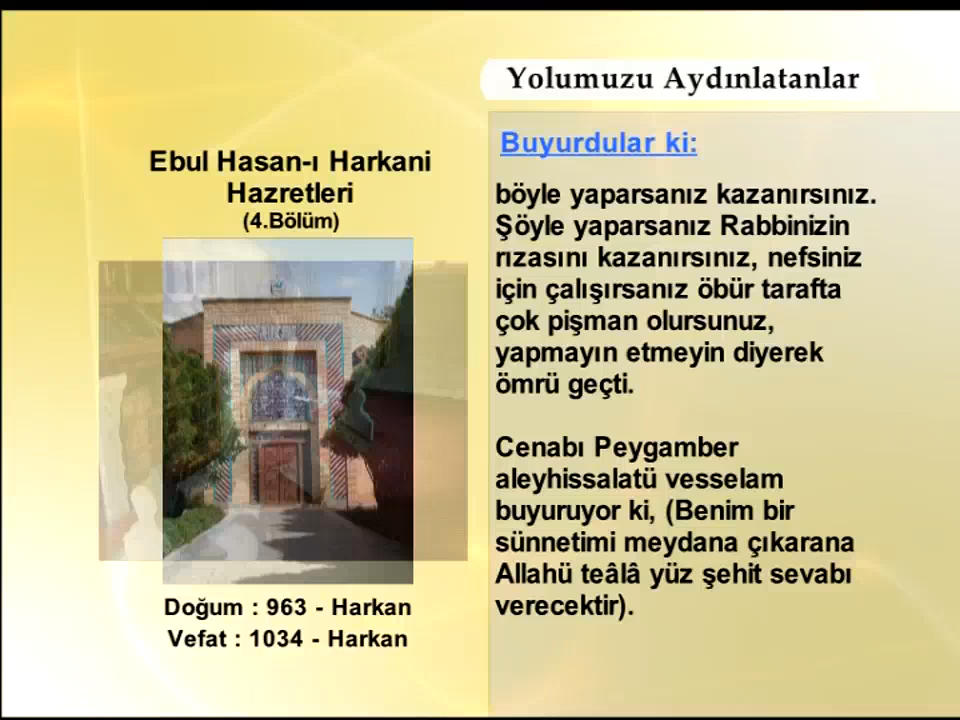 Yolumuzu Aydınlatanlar
Ebul Hasan-ı Harkani
Hazretleri
(4.Bölüm)
Doğum : 963 - Harkan
Vefat : 1034 - Harkan
Buyurdular ki:
böyle yaparsanız kazanırsınız.
Şöyle yaparsanız Rabbinizin
rızasını kazanırsınız, nefsiniz
için çalışırsanız öbür tarafta
çok pişman olursunuz,
yapmayın etmeyin diyerek
ömrü geçti.
Cenabı Peygamber
aleyhissalatü vesselam
buyuruyor ki, (Benim bir
sünnetimi meydana çıkarana
Allahü teâlâ yüz şehit sevabı
verecektir).